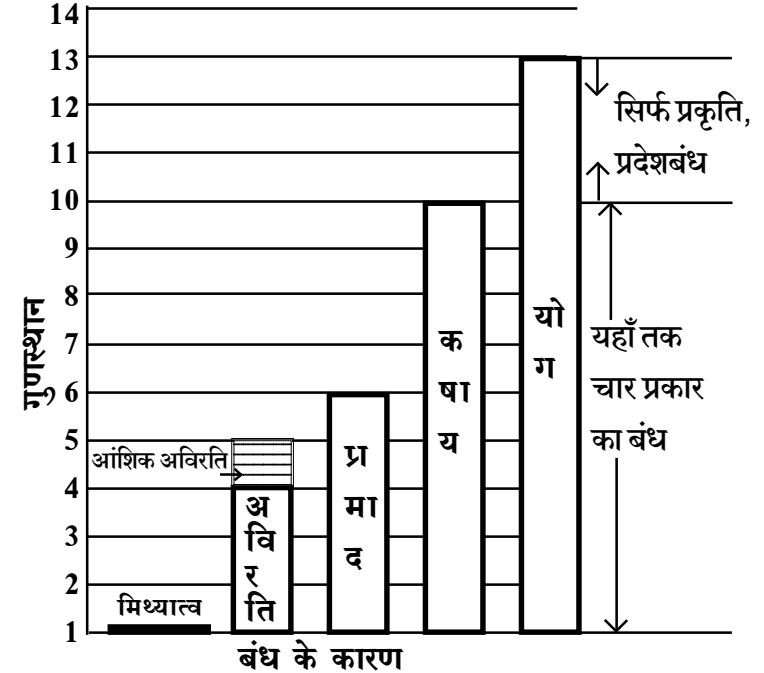 14
13
12
11
10
9
8
7
6
5
4
3
2
1
गुणस्थान
मिथ्यात्व
आंशिक अविरति
अ
वि
र
ति
प्र
मा
द
क
षा
य
यो
ग
सिर्फ प्रकृति,
प्रदेशबंध
यहाँ तक
चार प्रकार
का बंध
बंध के कारण